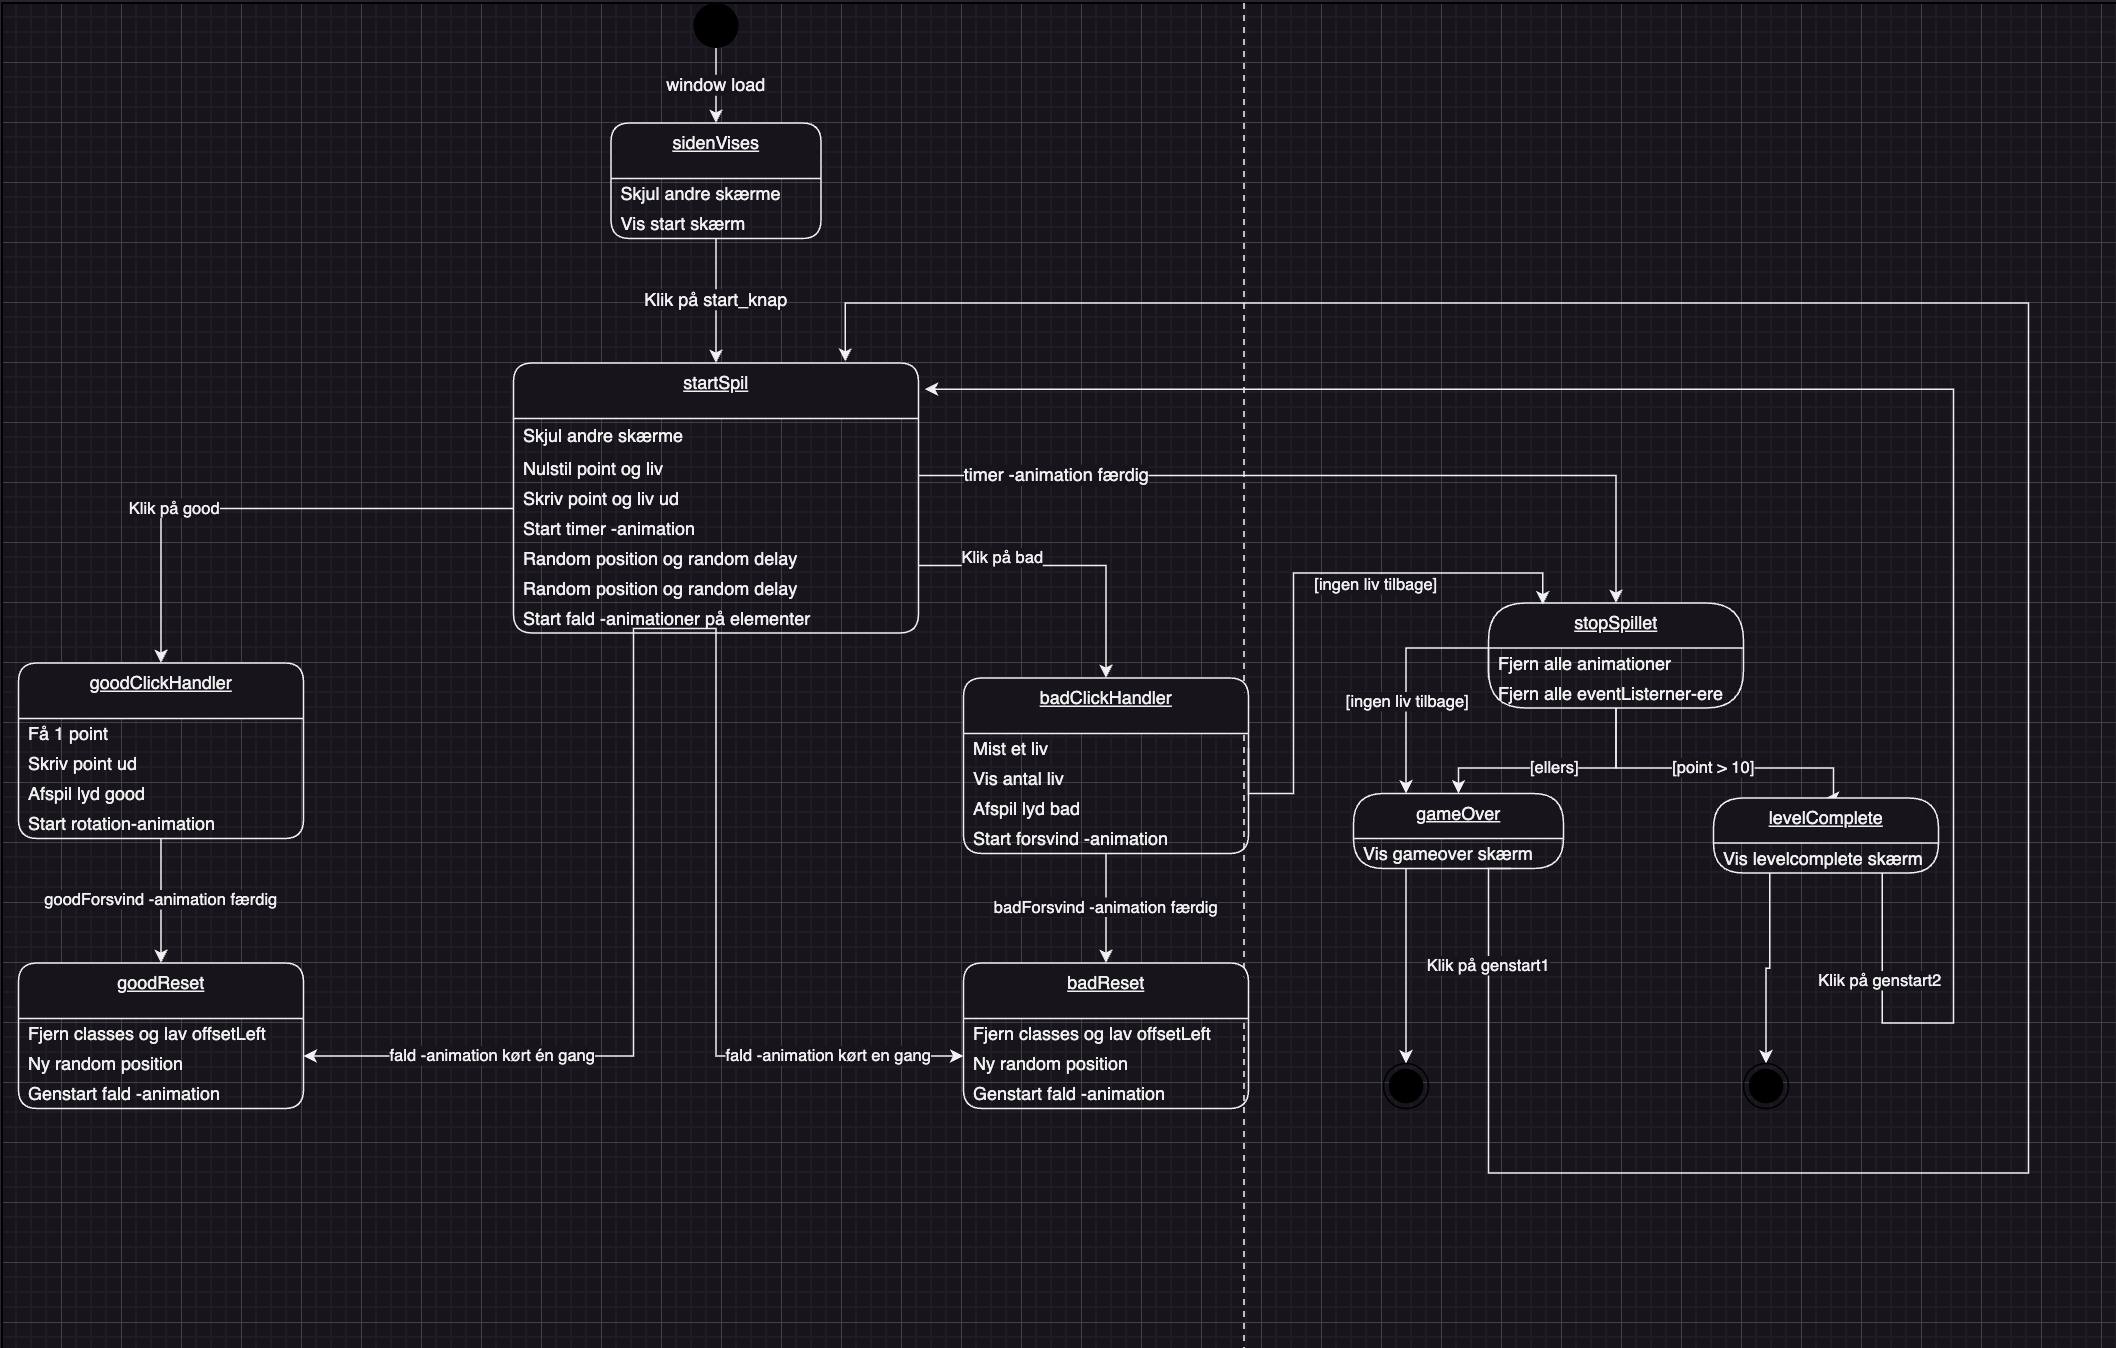 window load
sidenVises
Skjul andre skærme
Vis start skærm
Klik på start_knap
startSpil
Skjul andre skærme
Nulstil point og liv
Skriv point og liv ud
Start timer -animation
Random position og random delay
Random position og random delay
Start fald -animationer på elementer
timer -animation færdig
Klik på good
Klik på bad
[ingen liv tilbage]
stopSpillet
Fjern alle animationer
Fjern alle eventListerner-ere
goodClickHandler
Få 1 point
Skriv point ud
Afspil lyd good
Start rotation-animation
badClickHandler
Mist et liv
Vis antal liv
Afspil lyd bad
Start forsvind -animation
[ingen liv tilbage]
[ellers]
[point > 10]
gameOver
Vis gameover skærm
levelComplete
Vis levelcomplete skærm
goodForsvind -animation færdig
badForsvind -animation færdig
Klik på genstart1
Klik på genstart2
goodReset
Fjern classes og lav offsetLeft
Ny random position
Genstart fald -animation
fald -animation kørt én gang
fald -animation kørt en gang
badReset
Fjern classes og lav offsetLeft
Ny random position
Genstart fald -animation